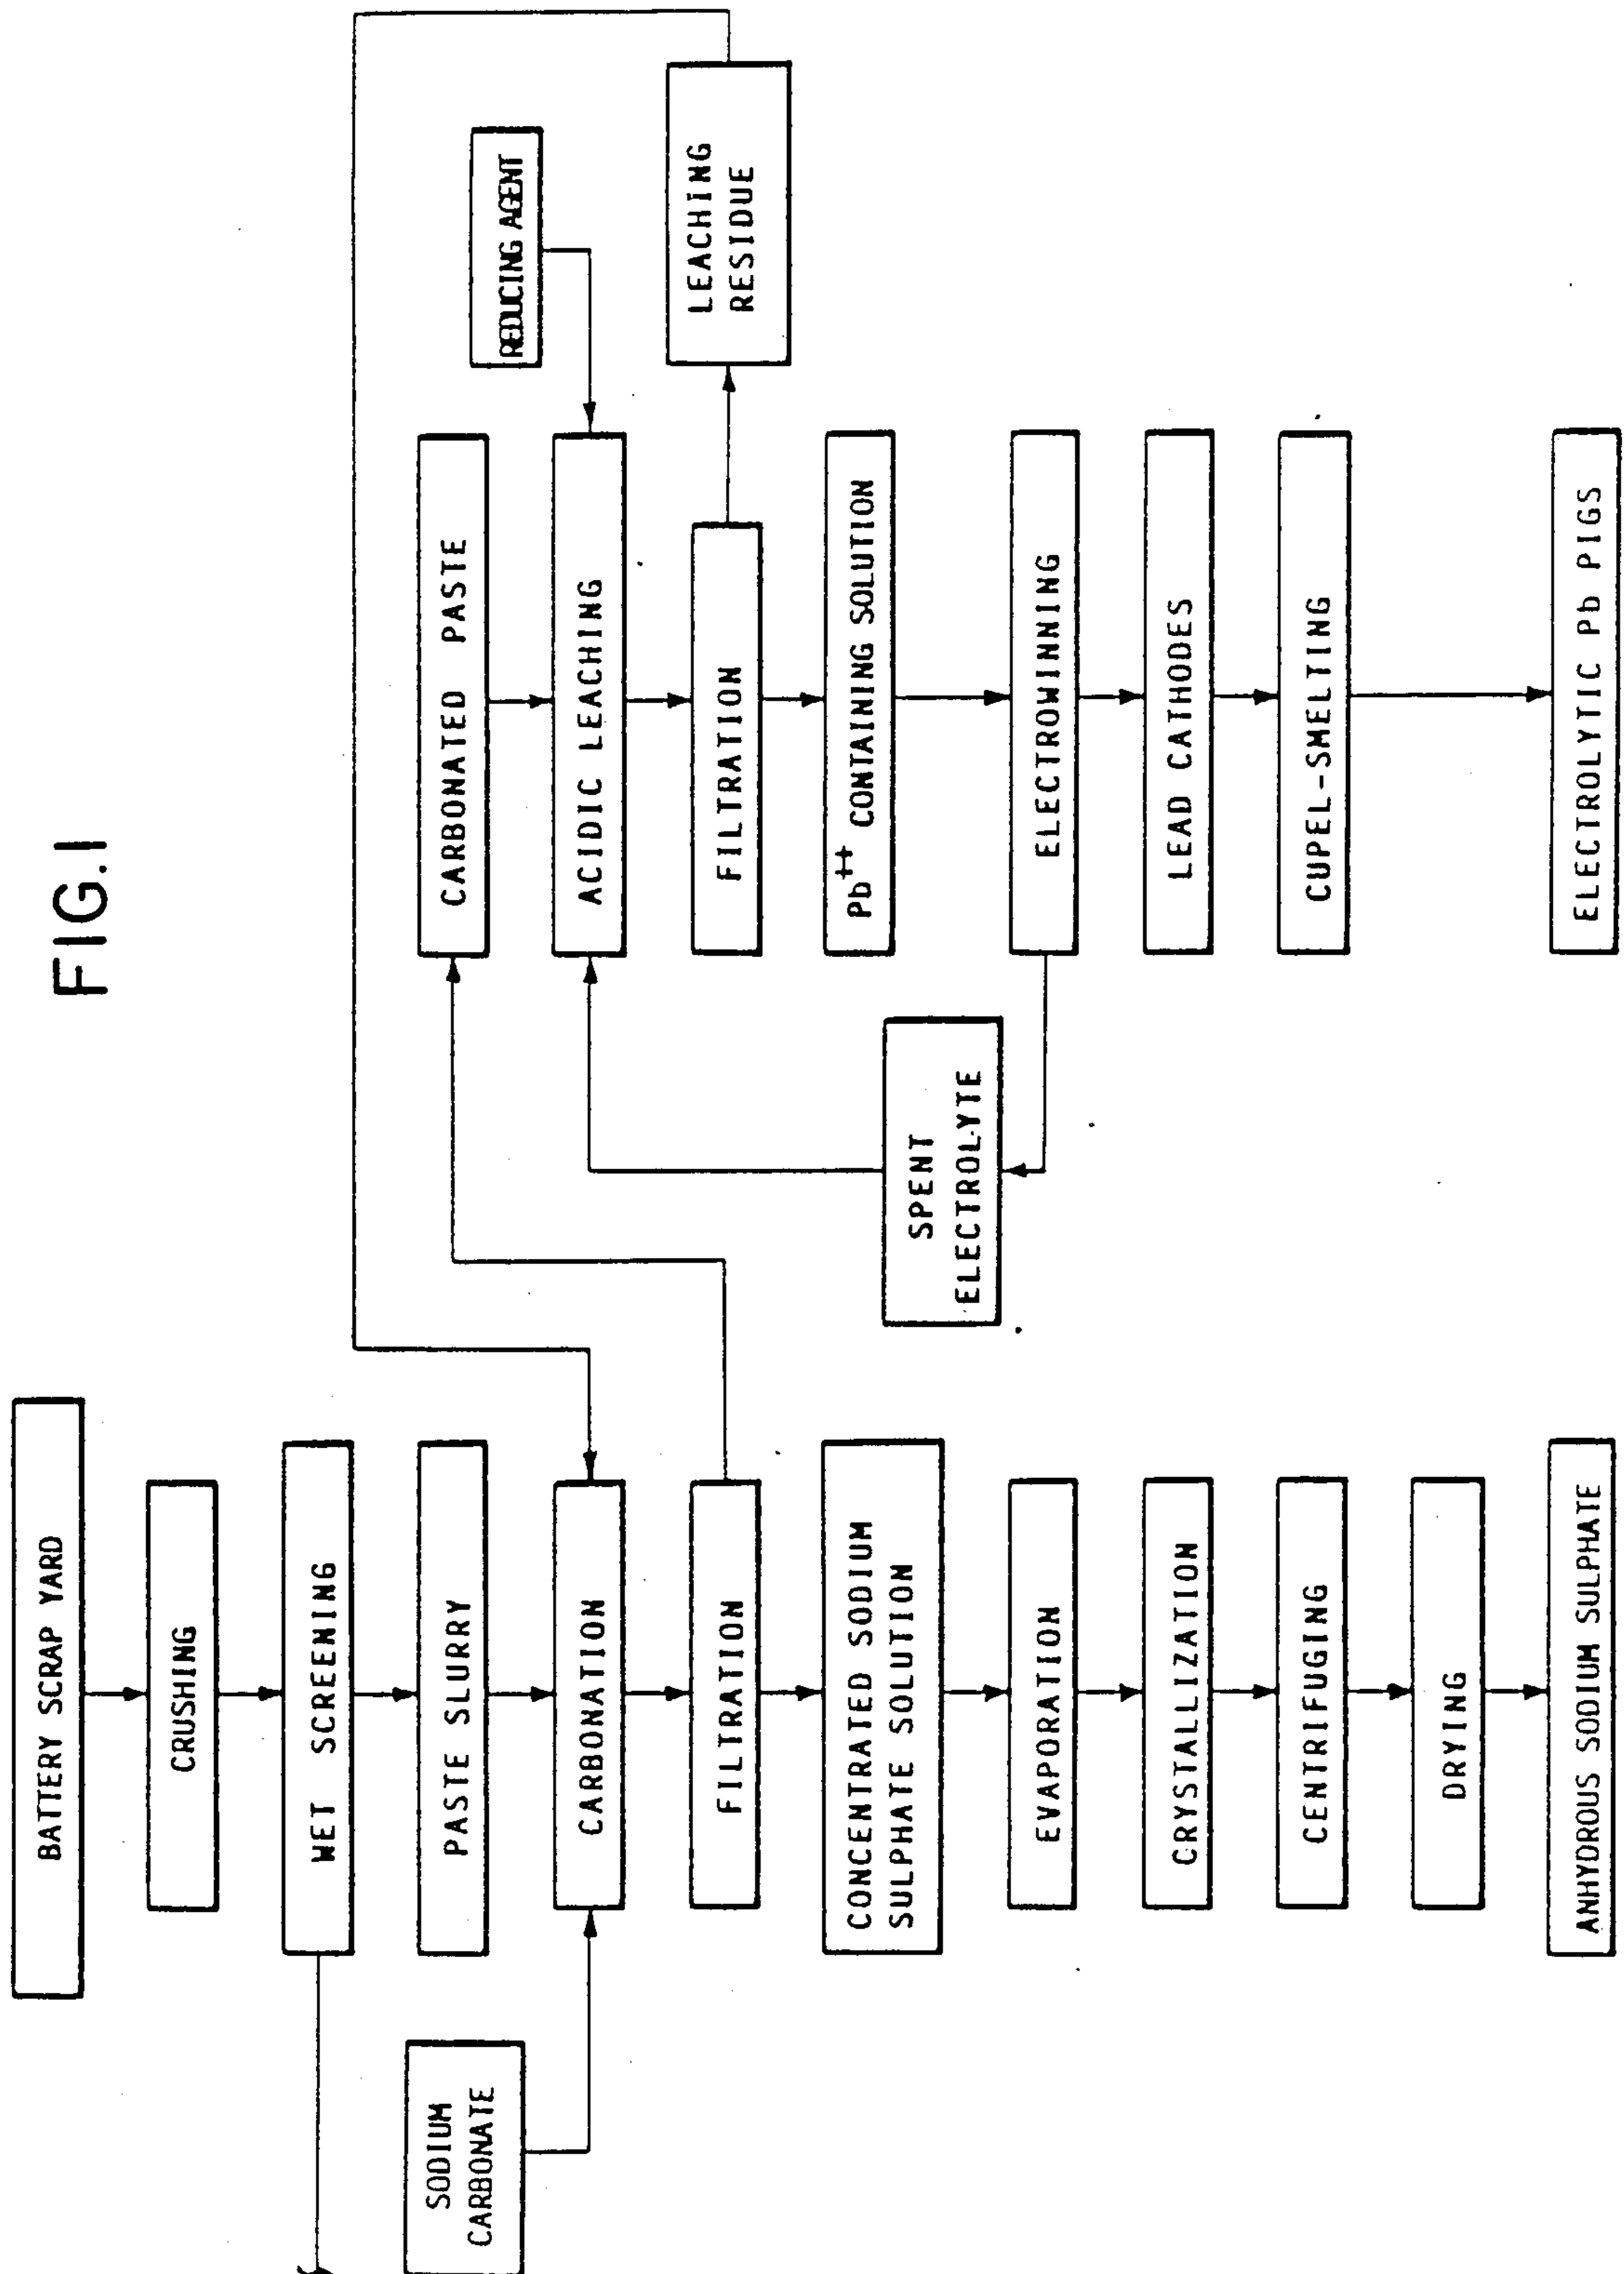 FIG.1
BATTERY SCRAP YARD
CRUSHING
WET SCREENING
PASTE SLURRY
SODIUM
CARBONATE
CARBONATION
FILTRATION
CONCENTRATED SODIUM
SULPHATE SOLUTION
EVAPORATION
CRYSTALLIZATION
CENTRIFUGING
DRYING
ANHYDROUS SODIUM SULPHATE
CARBONATED PASTE
REDUCING AGENT
ACIDIC LEACHING
FILTRATION
LEACHING
RESIDUE
Pb++ CONTAINING SOLUTION
SPENT
ELECTROLYTE
ELECTROWINNING
LEAD CATHODES
CUPEL-SMELTING
ELECTROLYTIC Pb PIGS